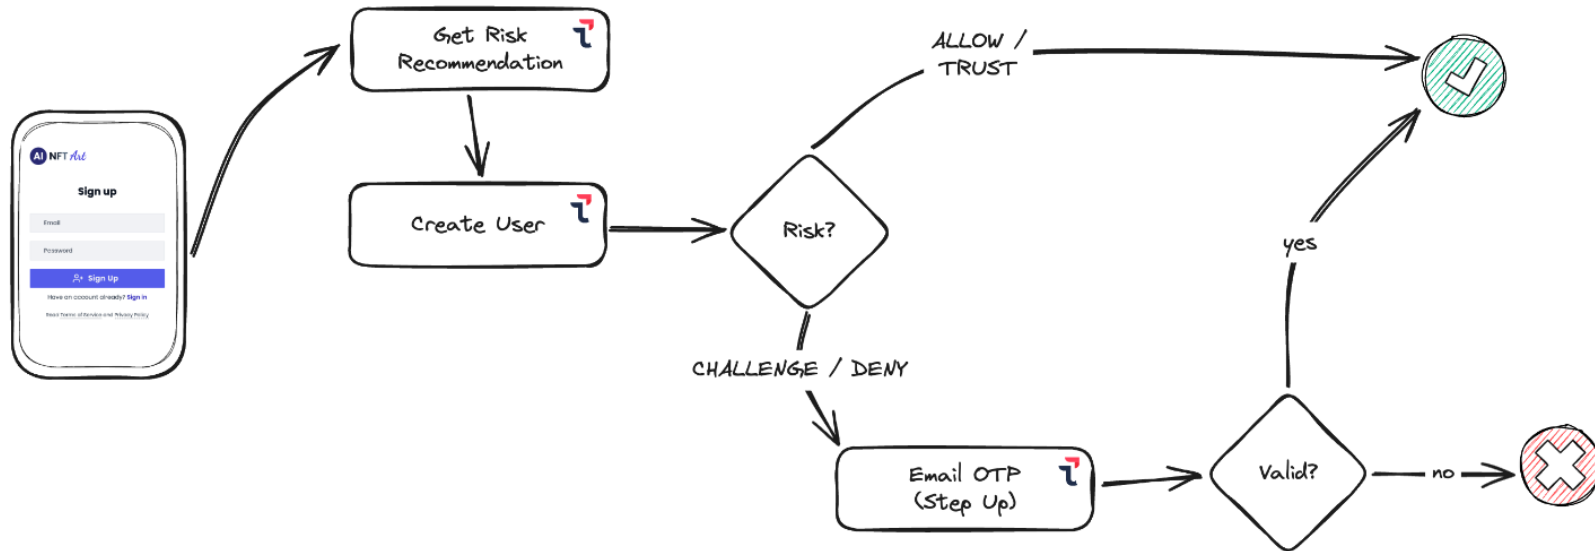 AI NFT Art
Sign up
Email
Password
Sign Up
Have an account already? Sign in
Read Terms of Service and Privacy Policy
Get Risk
Recommendation
Create User
Risk?
ALLOW /
TRUST
CHALLENGE / DENY
Email OTP
(Step Up)
Valid?
yes
no